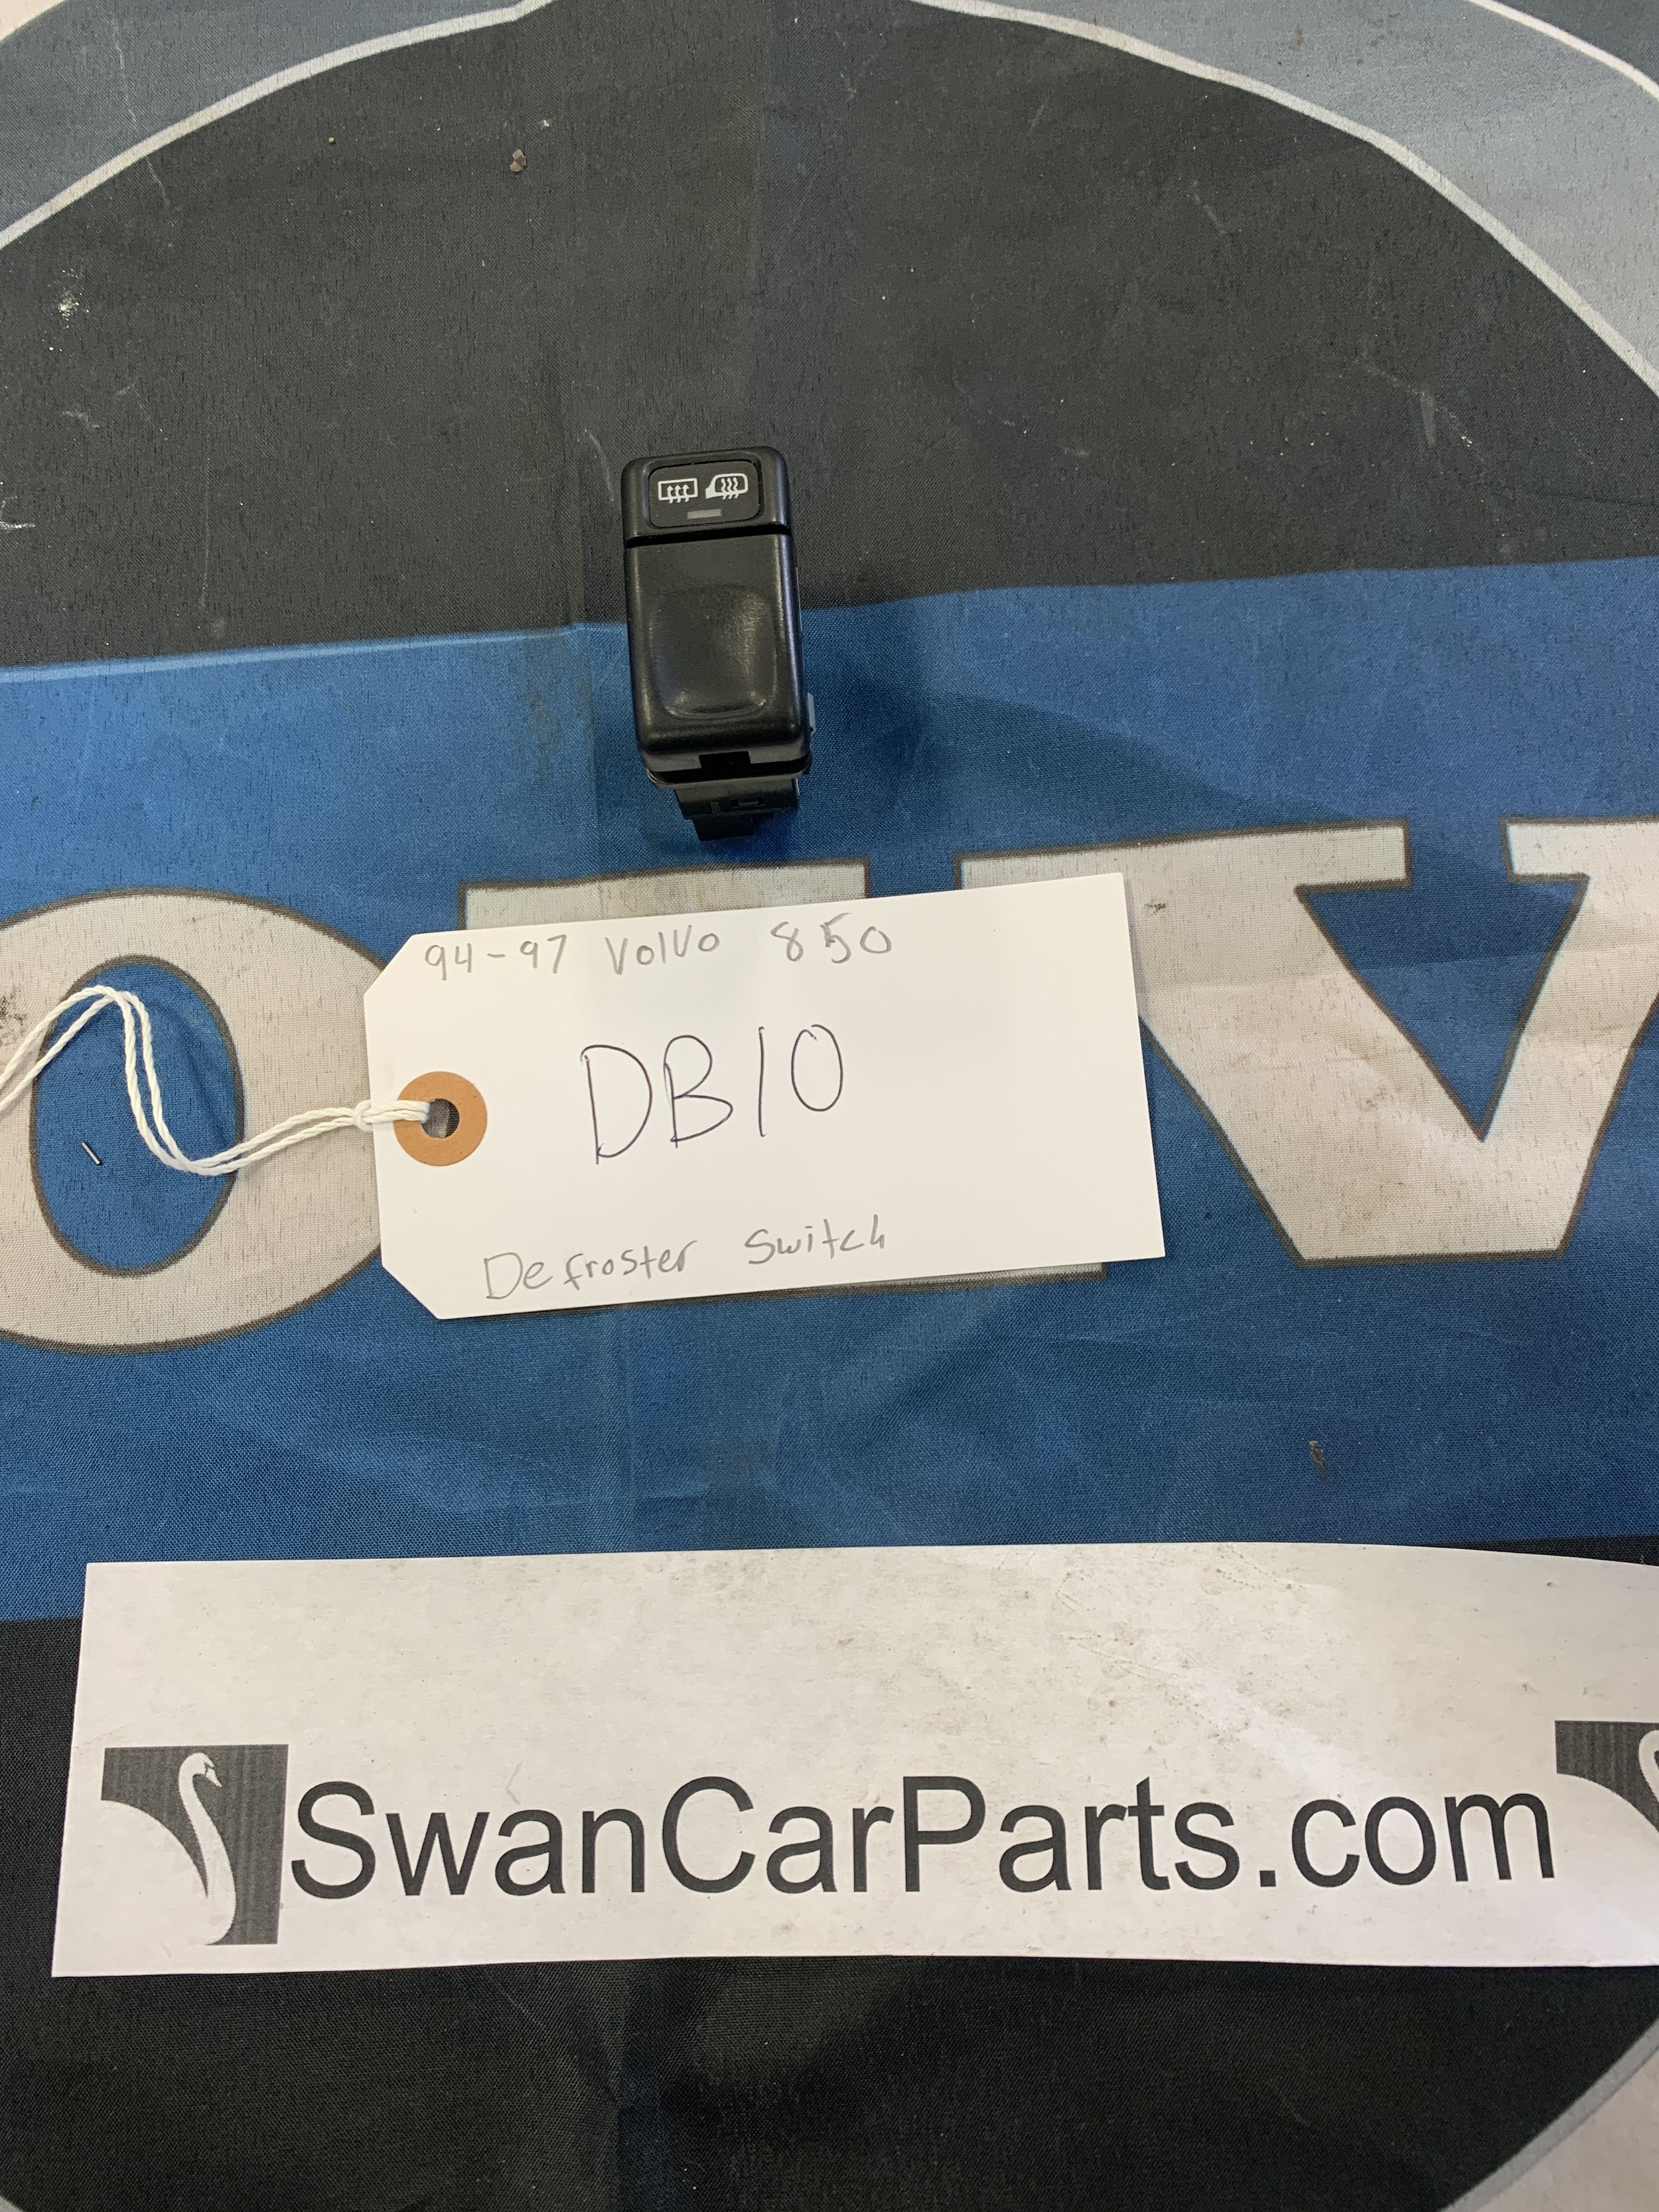 94-97 Volvo 850
DB10
Defroster Switch
SwanCarParts.com